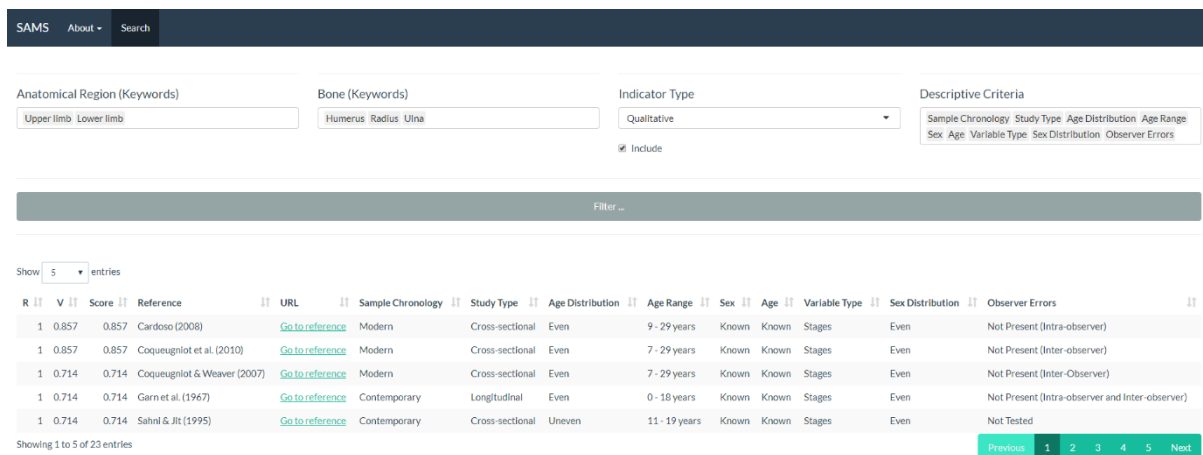 SAMS About Search
Anatomical Region (Keywords) Bone (Keywords) Indicator Type Descriptive Criteria
Upper limb Lower limb Humerus Radius Ulna Qualitative Sample Chronology Study Type Age Distribution Age Range
Sex Age Variable Type Sex Distribution Observer Errors
Include
Filter ...
Show 5 entries
R V Score Reference URL Sample Chronology Study Type Age Distribution Age Range Sex Age Variable Type Sex Distribution Observer Errors
1 0.857 0.857 Cardoso (2008) Go to reference Modern Cross-sectional Even 9 - 29 years Known Known Stages Even Not Present (Intra-observer)
1 0.857 0.857 Coqueugniot et al. (2010) Go to reference Modern Cross-sectional Even 7 - 29 years Known Known Stages Even Not Present (Inter-observer)
1 0.714 0.714 Coqueugniot & Weaver (2007) Go to reference Modern Cross-sectional Even 7 - 29 years Known Known Stages Even Not Present (Inter-Observer)
1 0.714 0.714 Garn et al. (1967) Go to reference Contemporary Longitudinal Even 0 - 18 years Known Known Stages Even Not Present (Intra-observer and Inter-observer)
1 0.714 0.714 Sahni & Jit (1995) Go to reference Contemporary Cross-sectional Uneven 11 - 19 years Known Known Stages Even Not Tested
Showing 1 to 5 of 23 entries Previous 1 2 3 4 5 Next